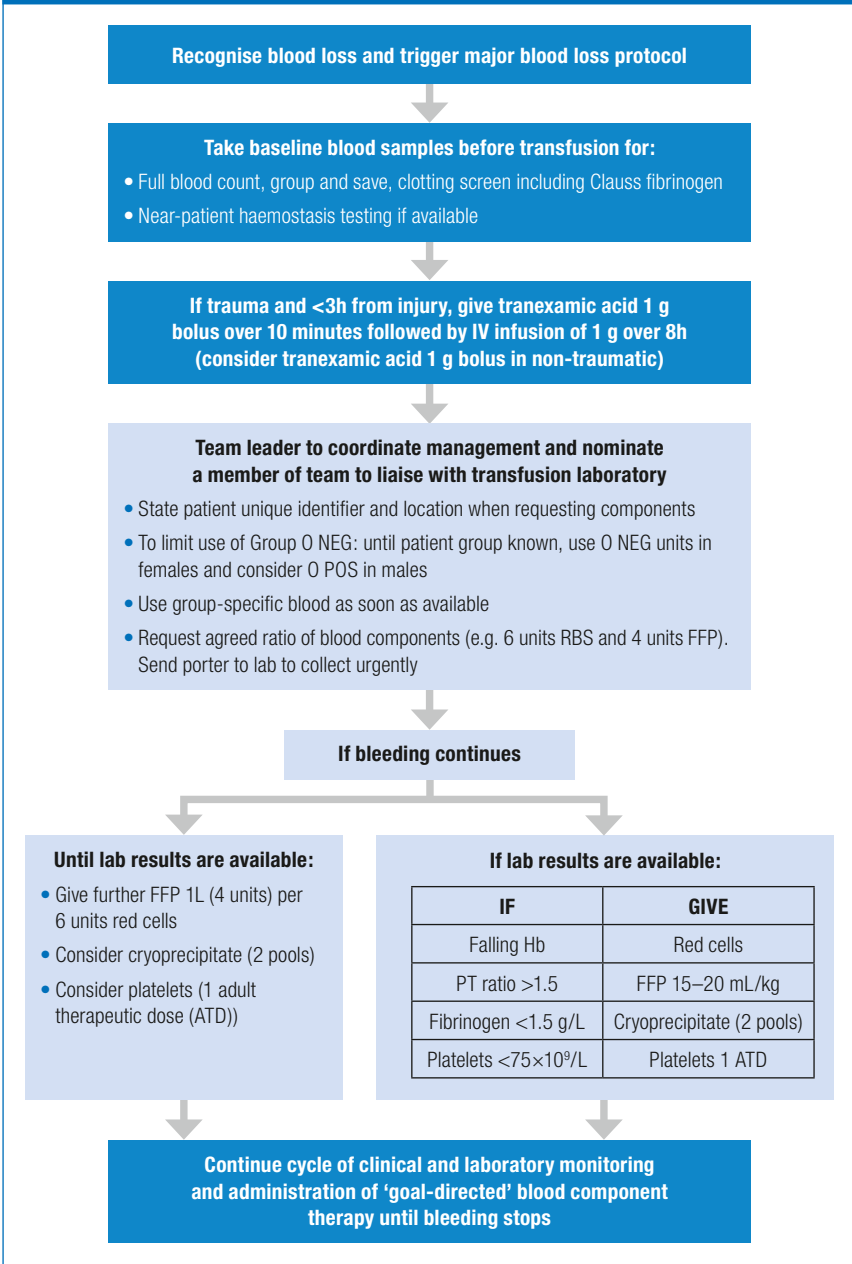 Recognise blood loss and trigger major blood loss protocol
Take baseline blood samples before transfusion for:
• Full blood count, group and save, clotting screen including Clauss fibrinogen
• Near-patient haemostasis testing if available
If trauma and <3h from injury, give tranexamic acid 1 g
bolus over 10 minutes followed by IV infusion of 1 g over 8h
(consider tranexamic acid 1 g bolus in non-traumatic)
Team leader to coordinate management and nominate
a member of team to liaise with transfusion laboratory
• State patient unique identifier and location when requesting components
• To limit use of Group O NEG: until patient group known, use O NEG units in
females and consider O POS in males
• Use group-specific blood as soon as available
• Request agreed ratio of blood components (e.g. 6 units RBS and 4 units FFP).
Send porter to lab to collect urgently
If bleeding continues
Until lab results are available:
• Give further FFP 1L (4 units) per
6 units red cells
• Consider cryoprecipitate (2 pools)
• Consider platelets (1 adult
therapeutic dose (ATD))
If lab results are available:
IF GIVE
Falling Hb Red cells
PT ratio >1.5 FFP 15–20 mL/kg
Fibrinogen <1.5 g/L Cryoprecipitate (2 pools)
Platelets <75×10⁹/L Platelets 1 ATD
Continue cycle of clinical and laboratory monitoring
and administration of ‘goal-directed’ blood component
therapy until bleeding stops